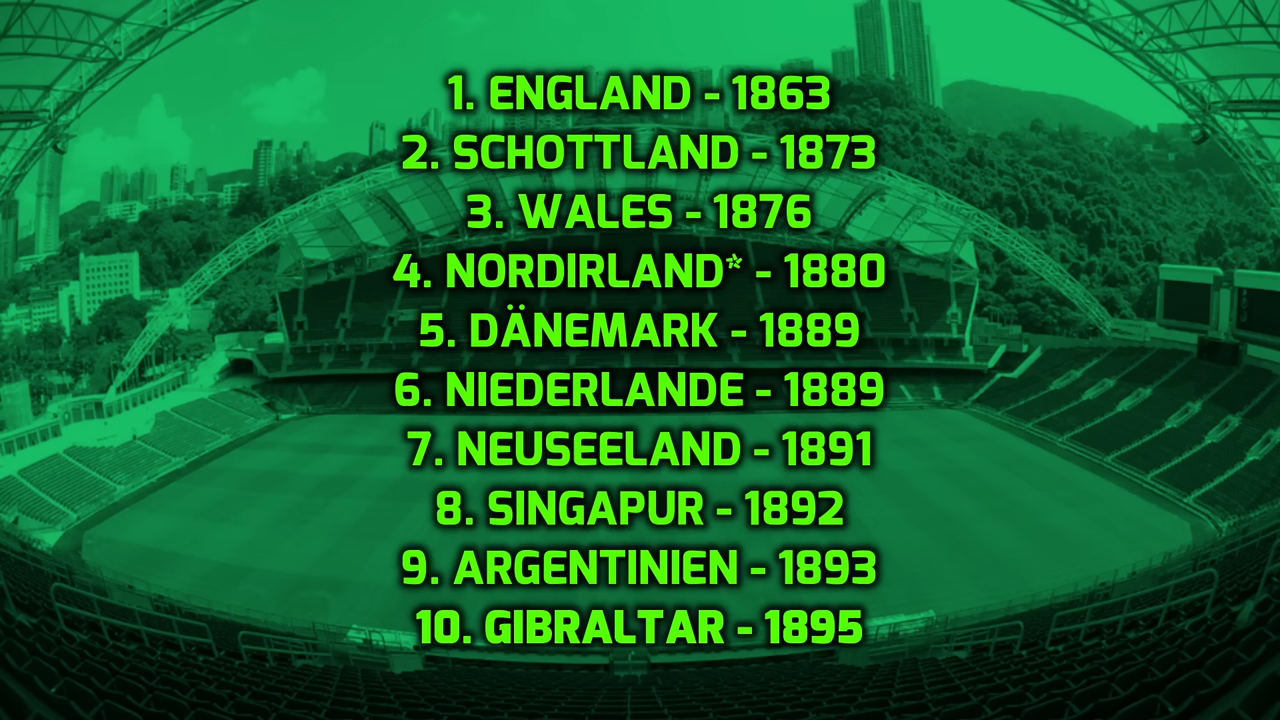 1. ENGLAND - 1863
2. SCHOTTLAND - 1873
3. WALES - 1876
4. NORDIRLAND* - 1880
5. DÄNEMARK - 1889
6. NIEDERLANDE - 1889
7. NEUSEELAND - 1891
8. SINGAPUR - 1892
9. ARGENTINIEN - 1893
10. GIBRALTAR - 1895